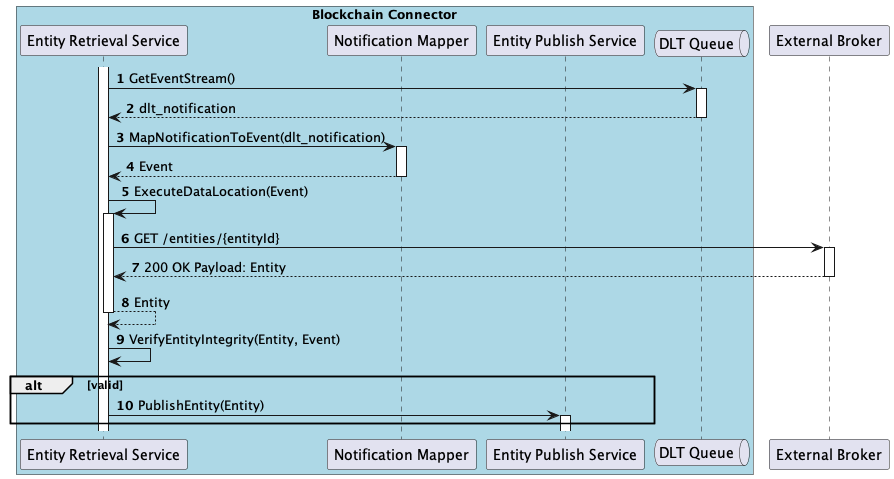 Blockchain Connector
Entity Retrieval Service
Notification Mapper
Entity Publish Service
DLT Queue
External Broker
1 GetEventStream()
2 dlt_notification
3 MapNotificationToEvent(dlt_notification)
4 Event
5 ExecuteDataLocation(Event)
6 GET /entities/{entityId}
7 200 OK Payload: Entity
8 Entity
9 VerifyEntityIntegrity(Entity, Event)
alt [valid]
10 PublishEntity(Entity)
Entity Retrieval Service
Notification Mapper
Entity Publish Service
DLT Queue
External Broker